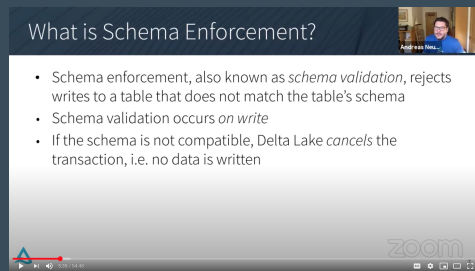 What is Schema Enforcement?
Andreas Neu...
• Schema enforcement, also known as schema validation, rejects
writes to a table that does not match the table's schema
• Schema validation occurs on write
• If the schema is not compatible, Delta Lake cancels the
transaction, i.e. no data is written
zoom